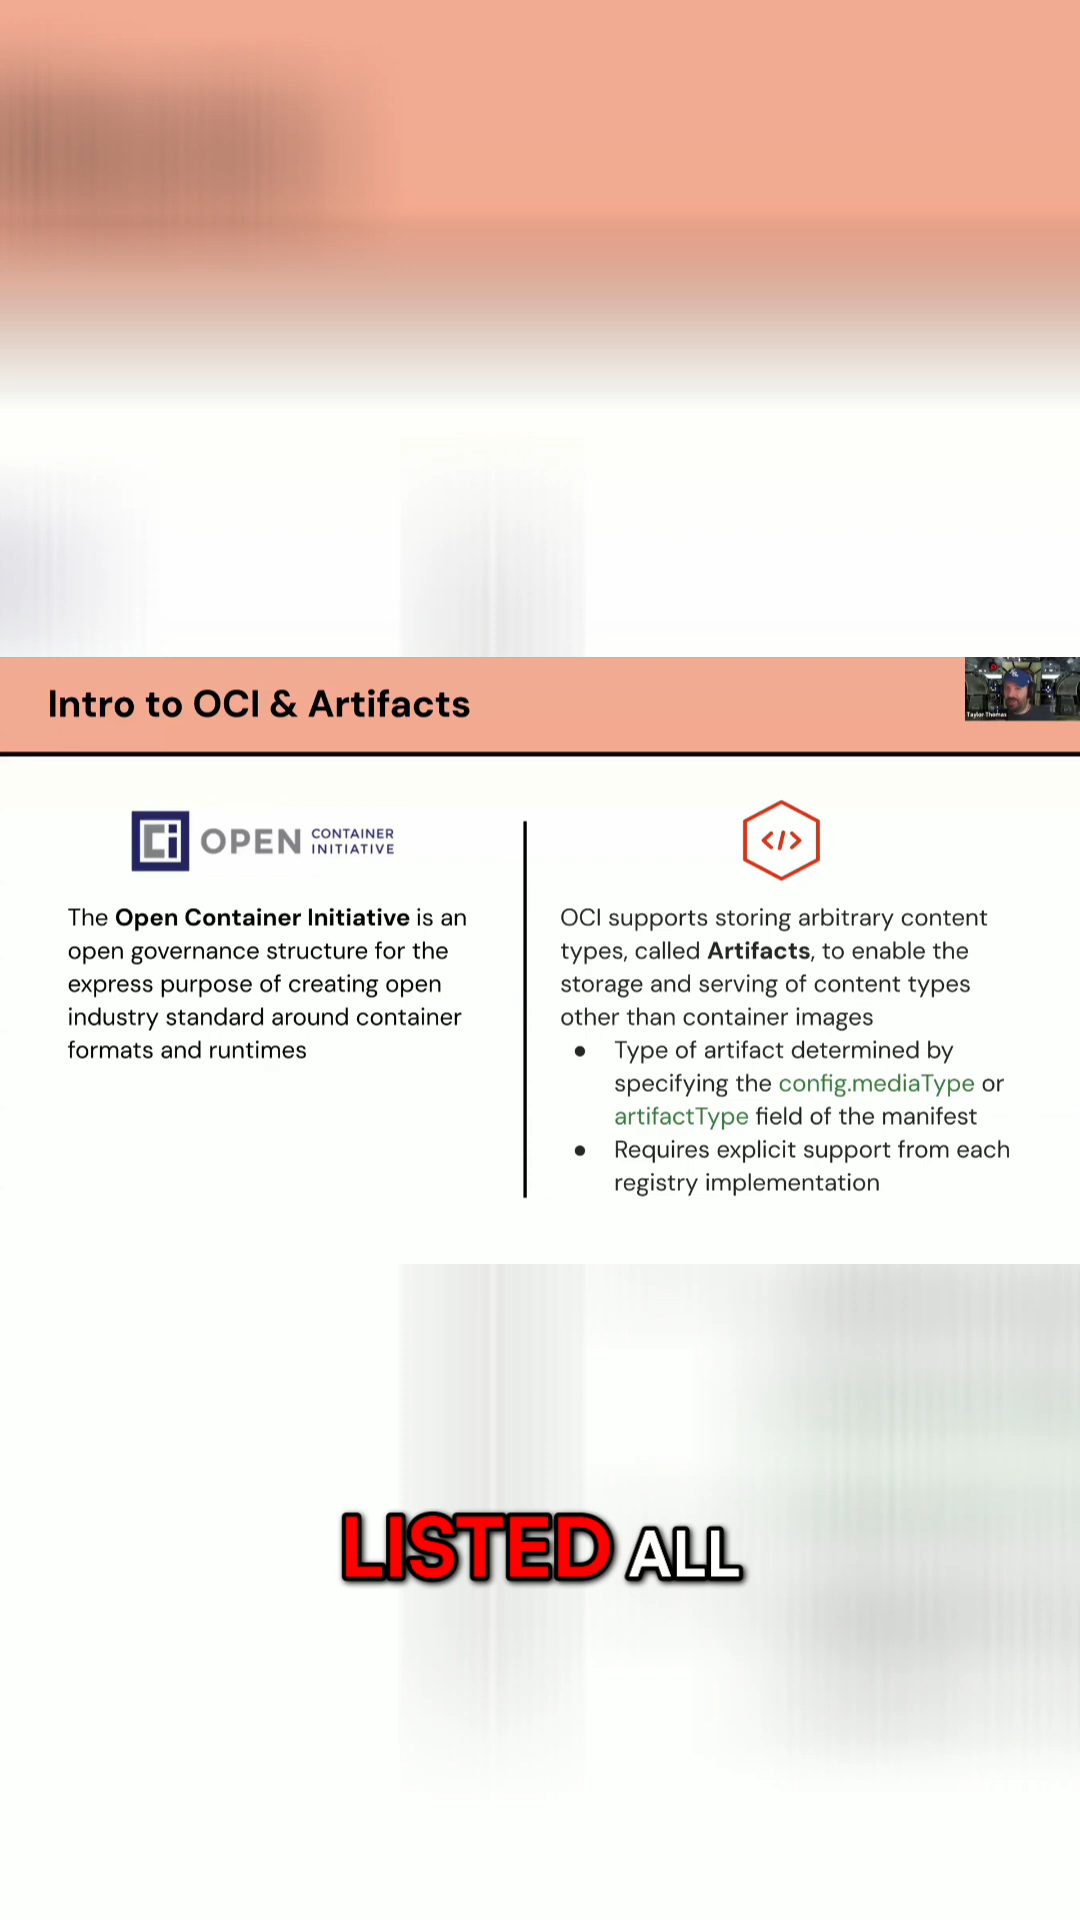 Intro to OCI & Artifacts
Taylor Thomas
Ci OPEN CONTAINER INITIATIVE
The Open Container Initiative is an
open governance structure for the
express purpose of creating open
industry standard around container
formats and runtimes
</>
OCI supports storing arbitrary content
types, called Artifacts, to enable the
storage and serving of content types
other than container images
● Type of artifact determined by
specifying the config.mediaType or
artifactType field of the manifest
● Requires explicit support from each
registry implementation
LISTED ALL